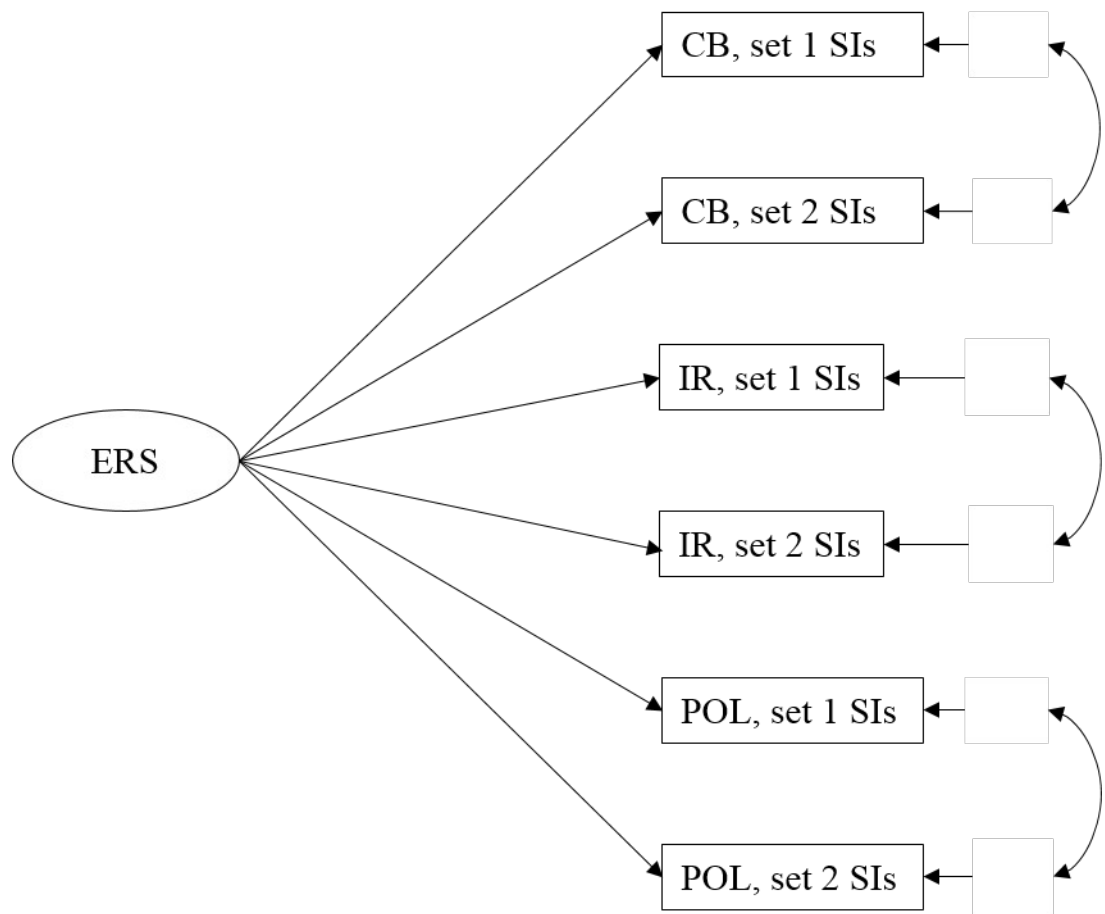 CB, set 1 SIs
CB, set 2 SIs
IR, set 1 SIs
ERS
IR, set 2 SIs
POL, set 1 SIs
POL, set 2 SIs